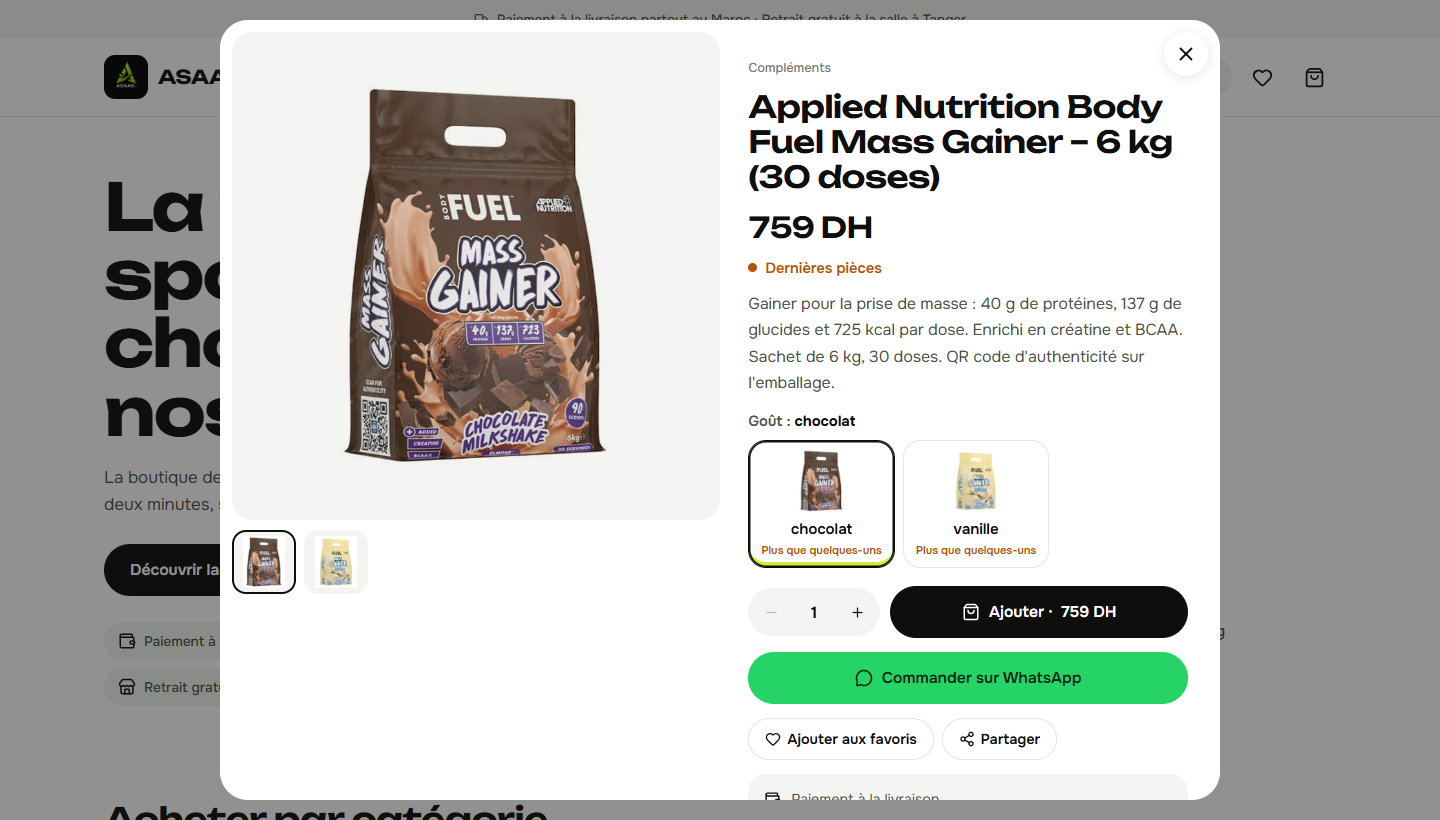 Paiement à la livraison partout au Maroc · Retrait gratuit à la salle à Tanger
ASAA
La
spo
cho
nos
La boutique de
deux minutes, s
Découvrir la
Paiement à
Retrait gratu
Acheter par catégorie
BODY FUEL
APPLIED NUTRITION
MASS GAINER
MASS GAINER
40g 137g 723
PROTEIN CARBS CALORIES
SCAN FOR AUTHENTICITY
+ ADDED
CREATINE
BCAA'S
CHOCOLATE MILKSHAKE
FLAVOUR
90 SCOOPS
6kg
30 SERVINGS
Compléments
Applied Nutrition Body
Fuel Mass Gainer – 6 kg
(30 doses)
759 DH
Dernières pièces
Gainer pour la prise de masse : 40 g de protéines, 137 g de
glucides et 725 kcal par dose. Enrichi en créatine et BCAA.
Sachet de 6 kg, 30 doses. QR code d'authenticité sur
l'emballage.
Goût : chocolat
chocolat
Plus que quelques-uns
vanille
Plus que quelques-uns
1
Ajouter · 759 DH
Commander sur WhatsApp
Ajouter aux favoris
Partager
Paiement à la livraison